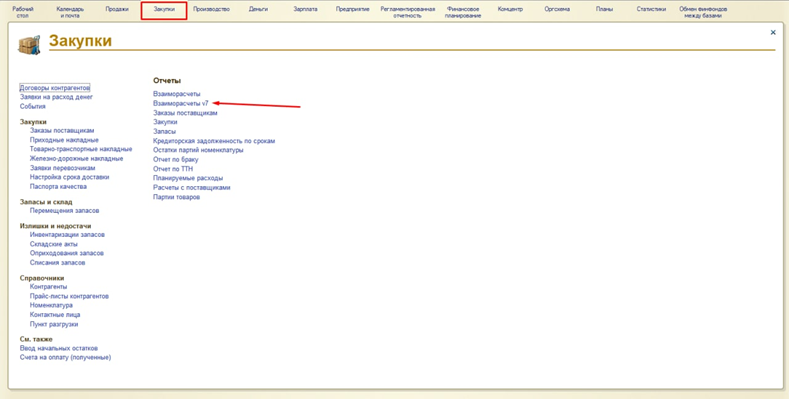 Рабочий стол
Календарь и почта
Продажи
Закупки
Производство
Деньги
Зарплата
Предприятие
Регламентированная отчетность
Финансовое планирование
Концентр
Оргсхема
Планы
Статистики
Закупки
Договоры контрагентов
Заявки на расход денег
События
Закупки
Заказы поставщикам
Приходные накладные
Товарно-транспортные накладные
Железно-дорожные накладные
Заявки перевозчикам
Настройка срока доставки
Паспорта качества
Запасы и склад
Перемещения запасов
Излишки и недостачи
Инвентаризации запасов
Складские акты
Оприходования запасов
Списания запасов
Справочники
Контрагенты
Прайс-листы контрагентов
Номенклатура
Контактные лица
Пункт разгрузки
См. также
Ввод начальных остатков
Счета на оплату (полученные)
Отчеты
Взаиморасчеты
Взаиморасчеты v7
Заказы поставщикам
Закупки
Запасы
Кредиторская задолженность по срокам
Остатки партий номенклатуры
Отчет по браку
Отчет по ТТН
Планируемые расходы
Расчеты с поставщиками
Партии товаров